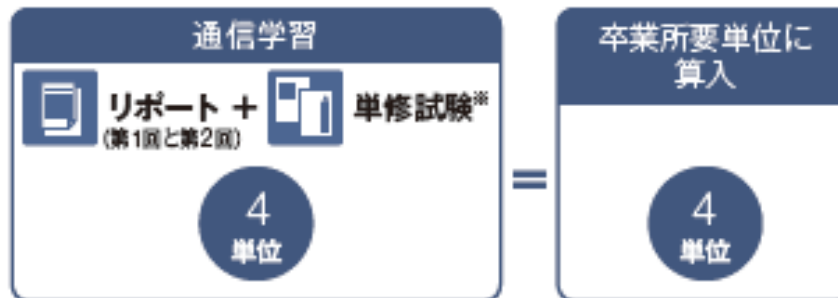 通信学習
リポート + 単修試験※
(第1回と第2回)
4
単位
=
卒業所要単位に
算入
4
単位